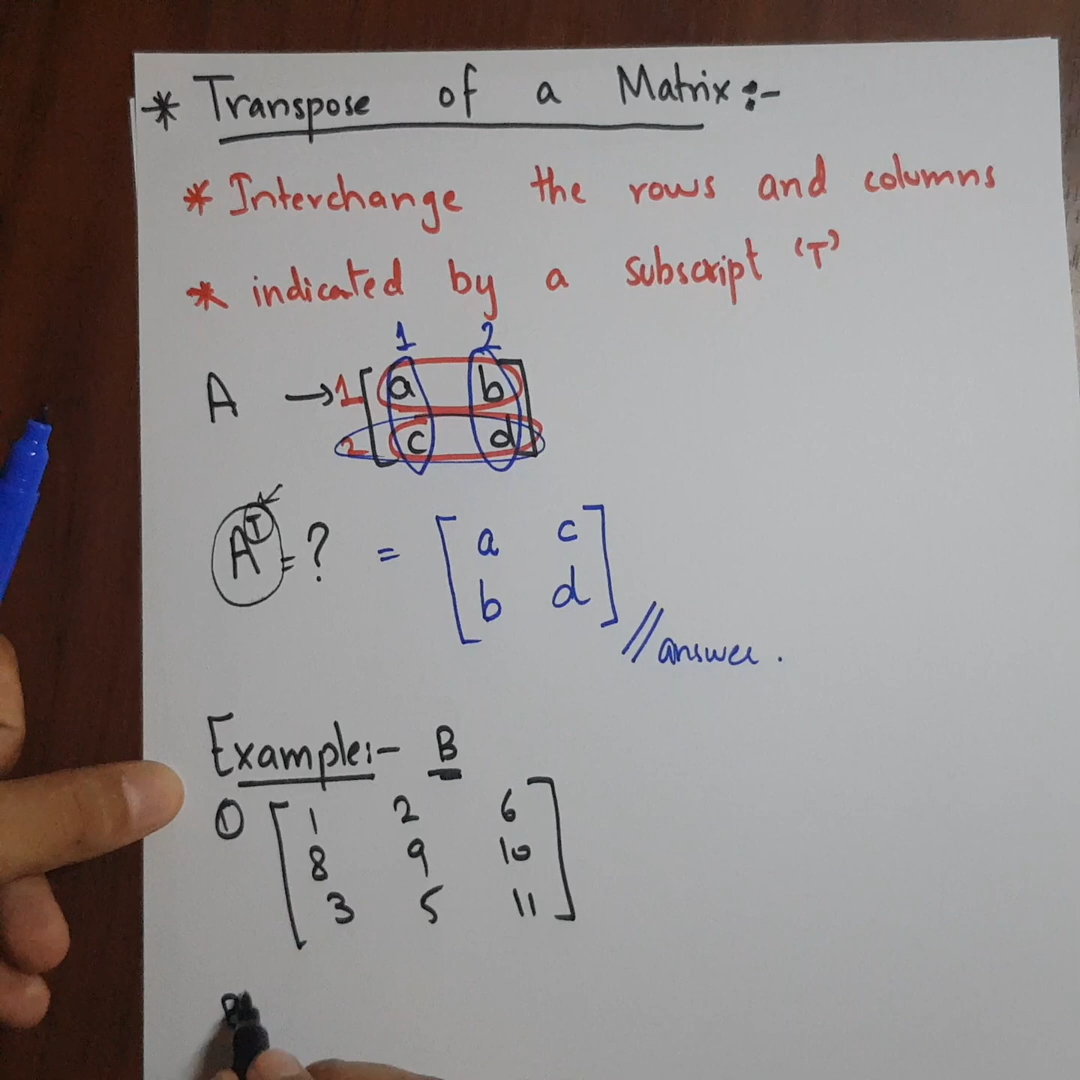 * Transpose of a Matrix:-
* Interchange the rows and columns
* indicated by a subscript 'T'
1 2
A → 1 [ a b
2 c d ]
Aᵀ = ? = [ a c
b d ] // answer.
Example:- B
① [ 1 2 6
8 9 10
3 5 11 ]
B